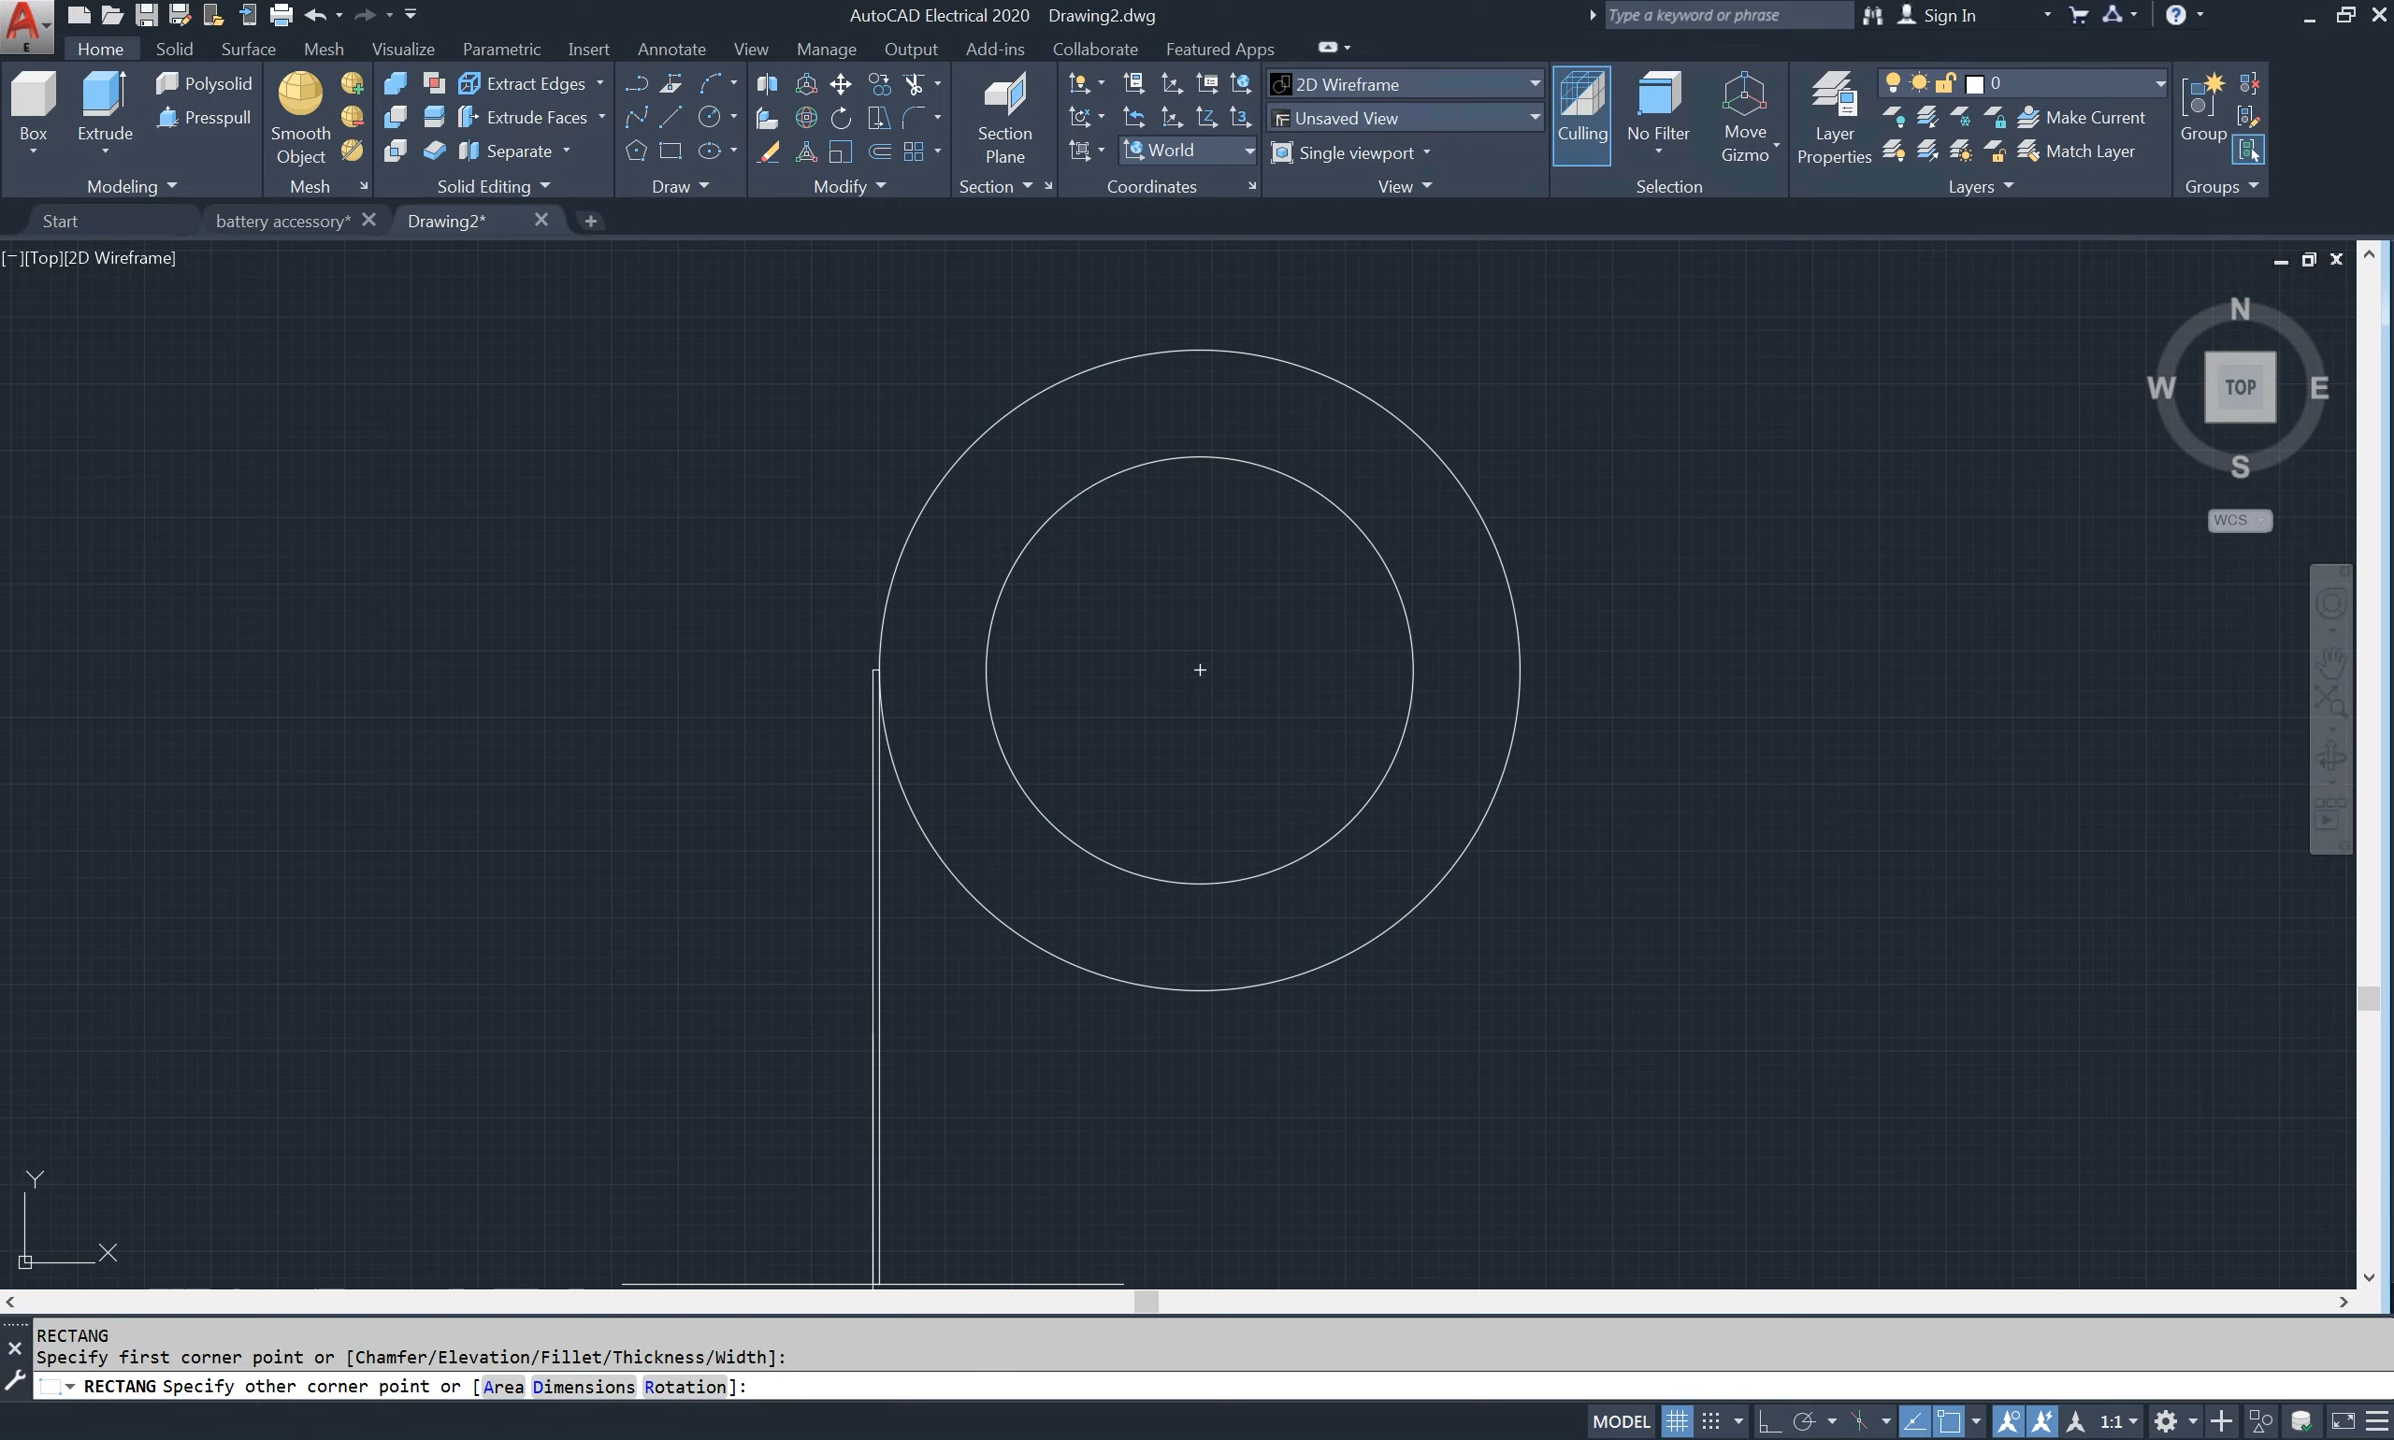 A
E
AutoCAD Electrical 2020 Drawing2.dwg
Type a keyword or phrase
Sign In
Home Solid Surface Mesh Parametric Visualize Insert Annotate View Manage Output Add-ins Collaborate Featured Apps
Box
Extrude
Polysolid
Presspull
Modeling
Smooth
Object
Mesh
Extract Edges
Extrude Faces
Separate
Solid Editing
Draw
Modify
Section
Plane
Section
World
Coordinates
2D Wireframe
Unsaved View
Single viewport
View
Culling
No Filter
Move
Gizmo
Selection
Layer
Properties
0
Make Current
Match Layer
Layers
Group
Groups
Start battery accessory* Drawing2*
[−][Top][2D Wireframe]
N
W TOP E
S
WCS
Y
X
RECTANG
Specify first corner point or [Chamfer/Elevation/Fillet/Thickness/Width]:
RECTANG Specify other corner point or [Area Dimensions Rotation]:
MODEL 1:1